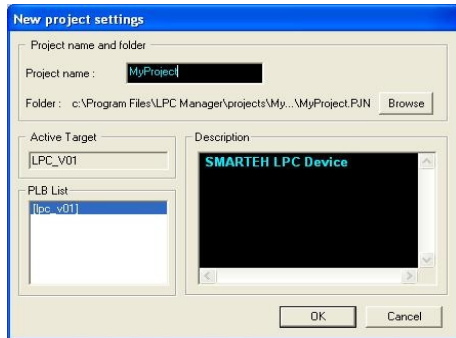 New project settings
Project name and folder
Project name : MyProject
Folder : c:\Program Files\LPC Manager\projects\My...\MyProject.PJN Browse
Active Target
LPC_V01
Description
SMARTEH LPC Device
PLB List
[lpc_v01]
OK Cancel